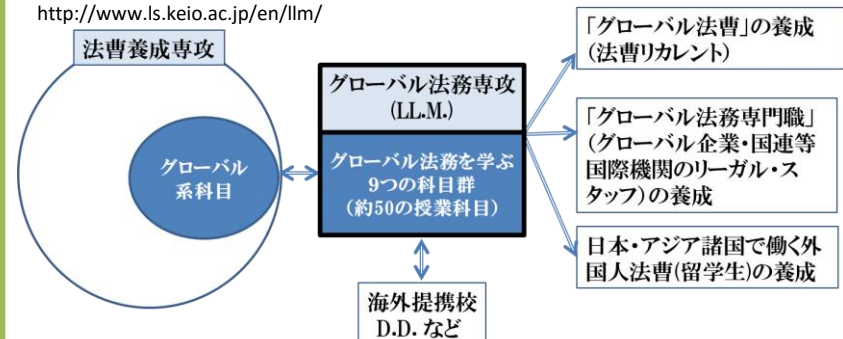 http://www.ls.keio.ac.jp/en/llm/
法曹養成専攻
グローバル
系科目
グローバル法務専攻
(LL.M.)
グローバル法務を学ぶ
9つの科目群
(約50の授業科目)
海外提携校
D.D. など
「グローバル法曹」の養成
(法曹リカレント)
「グローバル法務専門職」
(グローバル企業・国連等
国際機関のリーガル・ス
タッフ)の養成
日本・アジア諸国で働く外
国人法曹(留学生)の養成